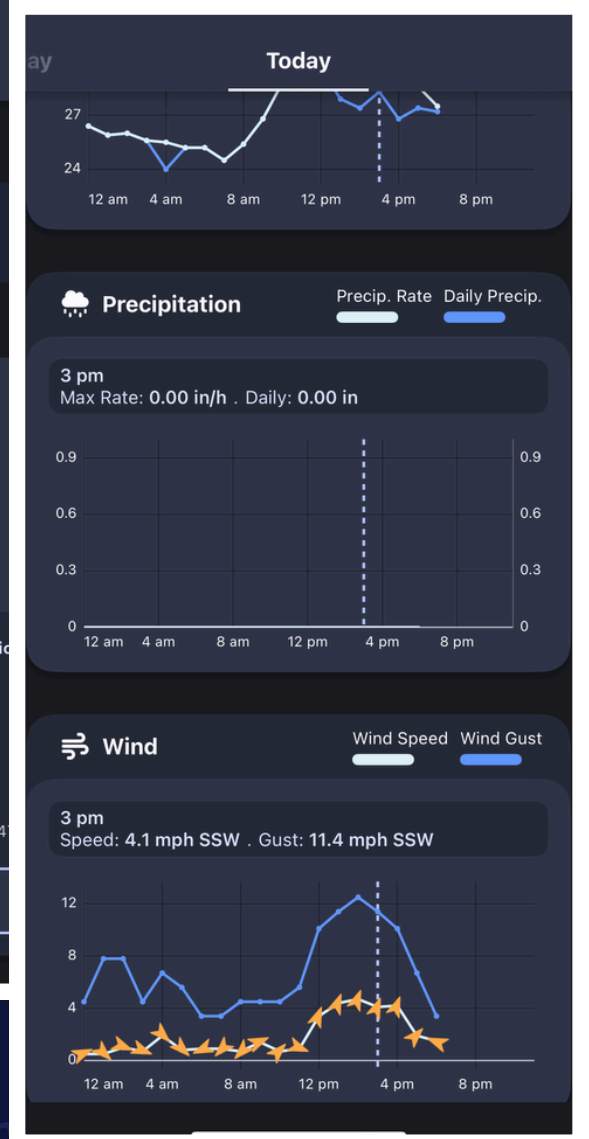 ay
Today
27
24
12 am 4 am 8 am 12 pm 4 pm 8 pm
Precipitation
Precip. Rate Daily Precip.
3 pm
Max Rate: 0.00 in/h . Daily: 0.00 in
0.9 0.9
0.6 0.6
0.3 0.3
0 0
12 am 4 am 8 am 12 pm 4 pm 8 pm
Wind
Wind Speed Wind Gust
3 pm
Speed: 4.1 mph SSW . Gust: 11.4 mph SSW
12
8
4
0
12 am 4 am 8 am 12 pm 4 pm 8 pm